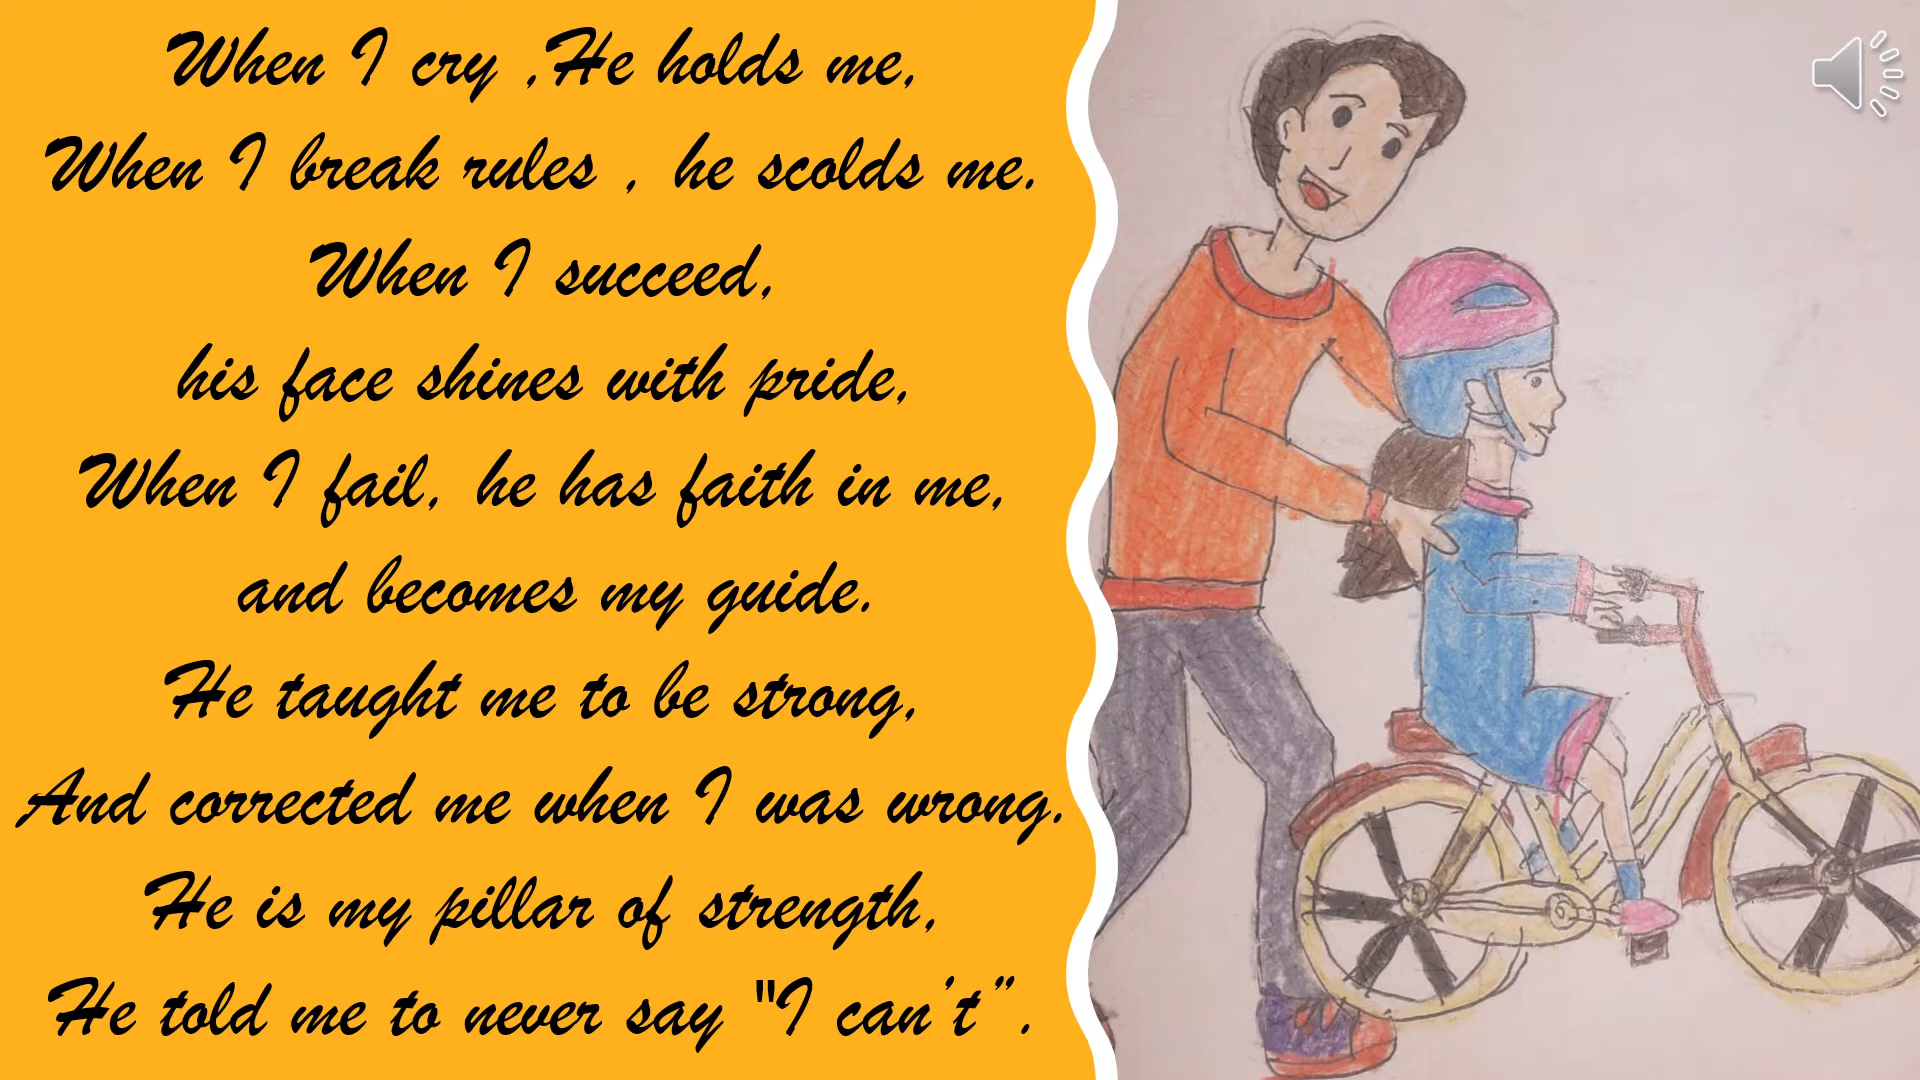 When I cry ,He holds me,
When I break rules , he scolds me.
When I succeed,
his face shines with pride,
When I fail, he has faith in me,
and becomes my guide.
He taught me to be strong,
And corrected me when I was wrong.
He is my pillar of strength,
He told me to never say "I can’t”.